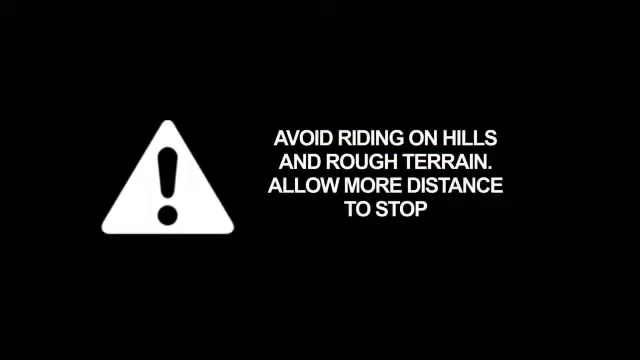 AVOID RIDING ON HILLS
AND ROUGH TERRAIN.
ALLOW MORE DISTANCE
TO STOP